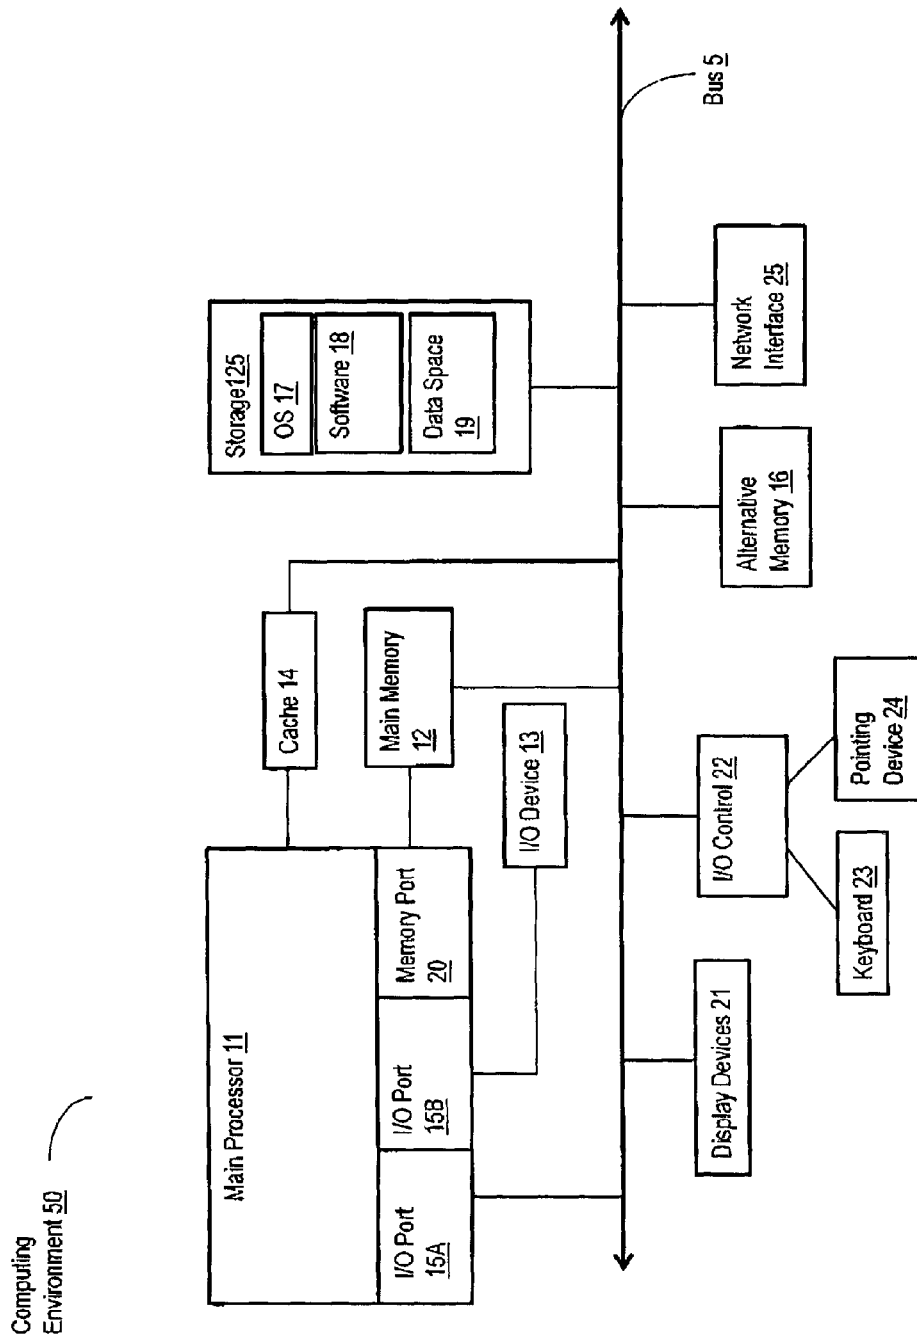 Computing
Environment 50
Main Processor 11
I/O Port
15A
I/O Port
15B
Memory Port
20
Cache 14
Main Memory
12
I/O Device 13
Storage125
OS 17
Software 18
Data Space
19
Bus 5
Display Devices 21
I/O Control 22
Keyboard 23
Pointing
Device 24
Alternative
Memory 16
Network
Interface 25